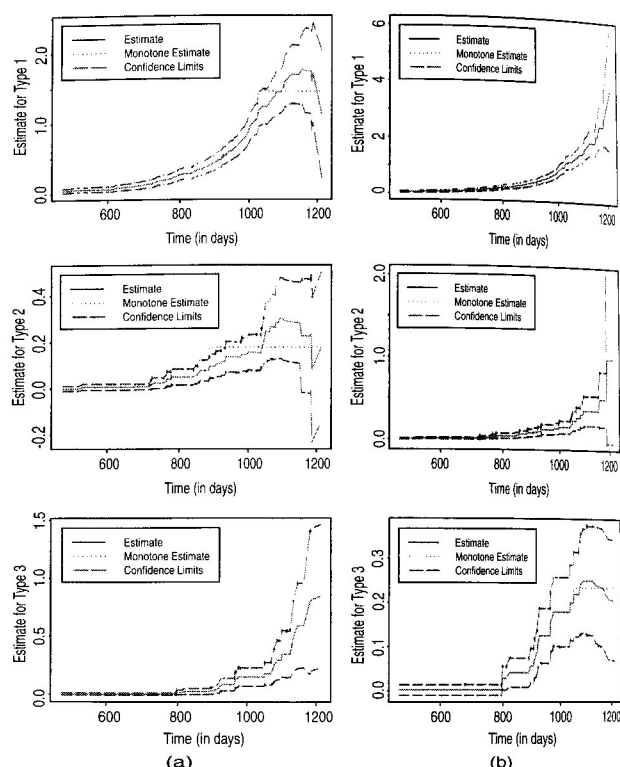 Estimate for Type 1
0.0 1.0 2.0
Estimate
Monotone Estimate
Confidence Limits
600 800 1000 1200
Time (in days)
Estimate for Type 1
0 2 4 6
Estimate
Monotone Estimate
Confidence Limits
600 800 1000 1200
Time (in days)
Estimate for Type 2
-0.2 0.0 0.2 0.4
Estimate
Monotone Estimate
Confidence Limits
600 800 1000 1200
Time (in days)
Estimate for Type 2
0.0 1.0 2.0
Estimate
Monotone Estimate
Confidence Limits
600 800 1000 1200
Time (in days)
Estimate for Type 3
0.0 0.5 1.0 1.5
Estimate
Monotone Estimate
Confidence Limits
600 800 1000 1200
Time (in days)
(a)
Estimate for Type 3
0.0 0.1 0.2 0.3
Estimate
Monotone Estimate
Confidence Limits
600 800 1000 1200
Time (in days)
(b)